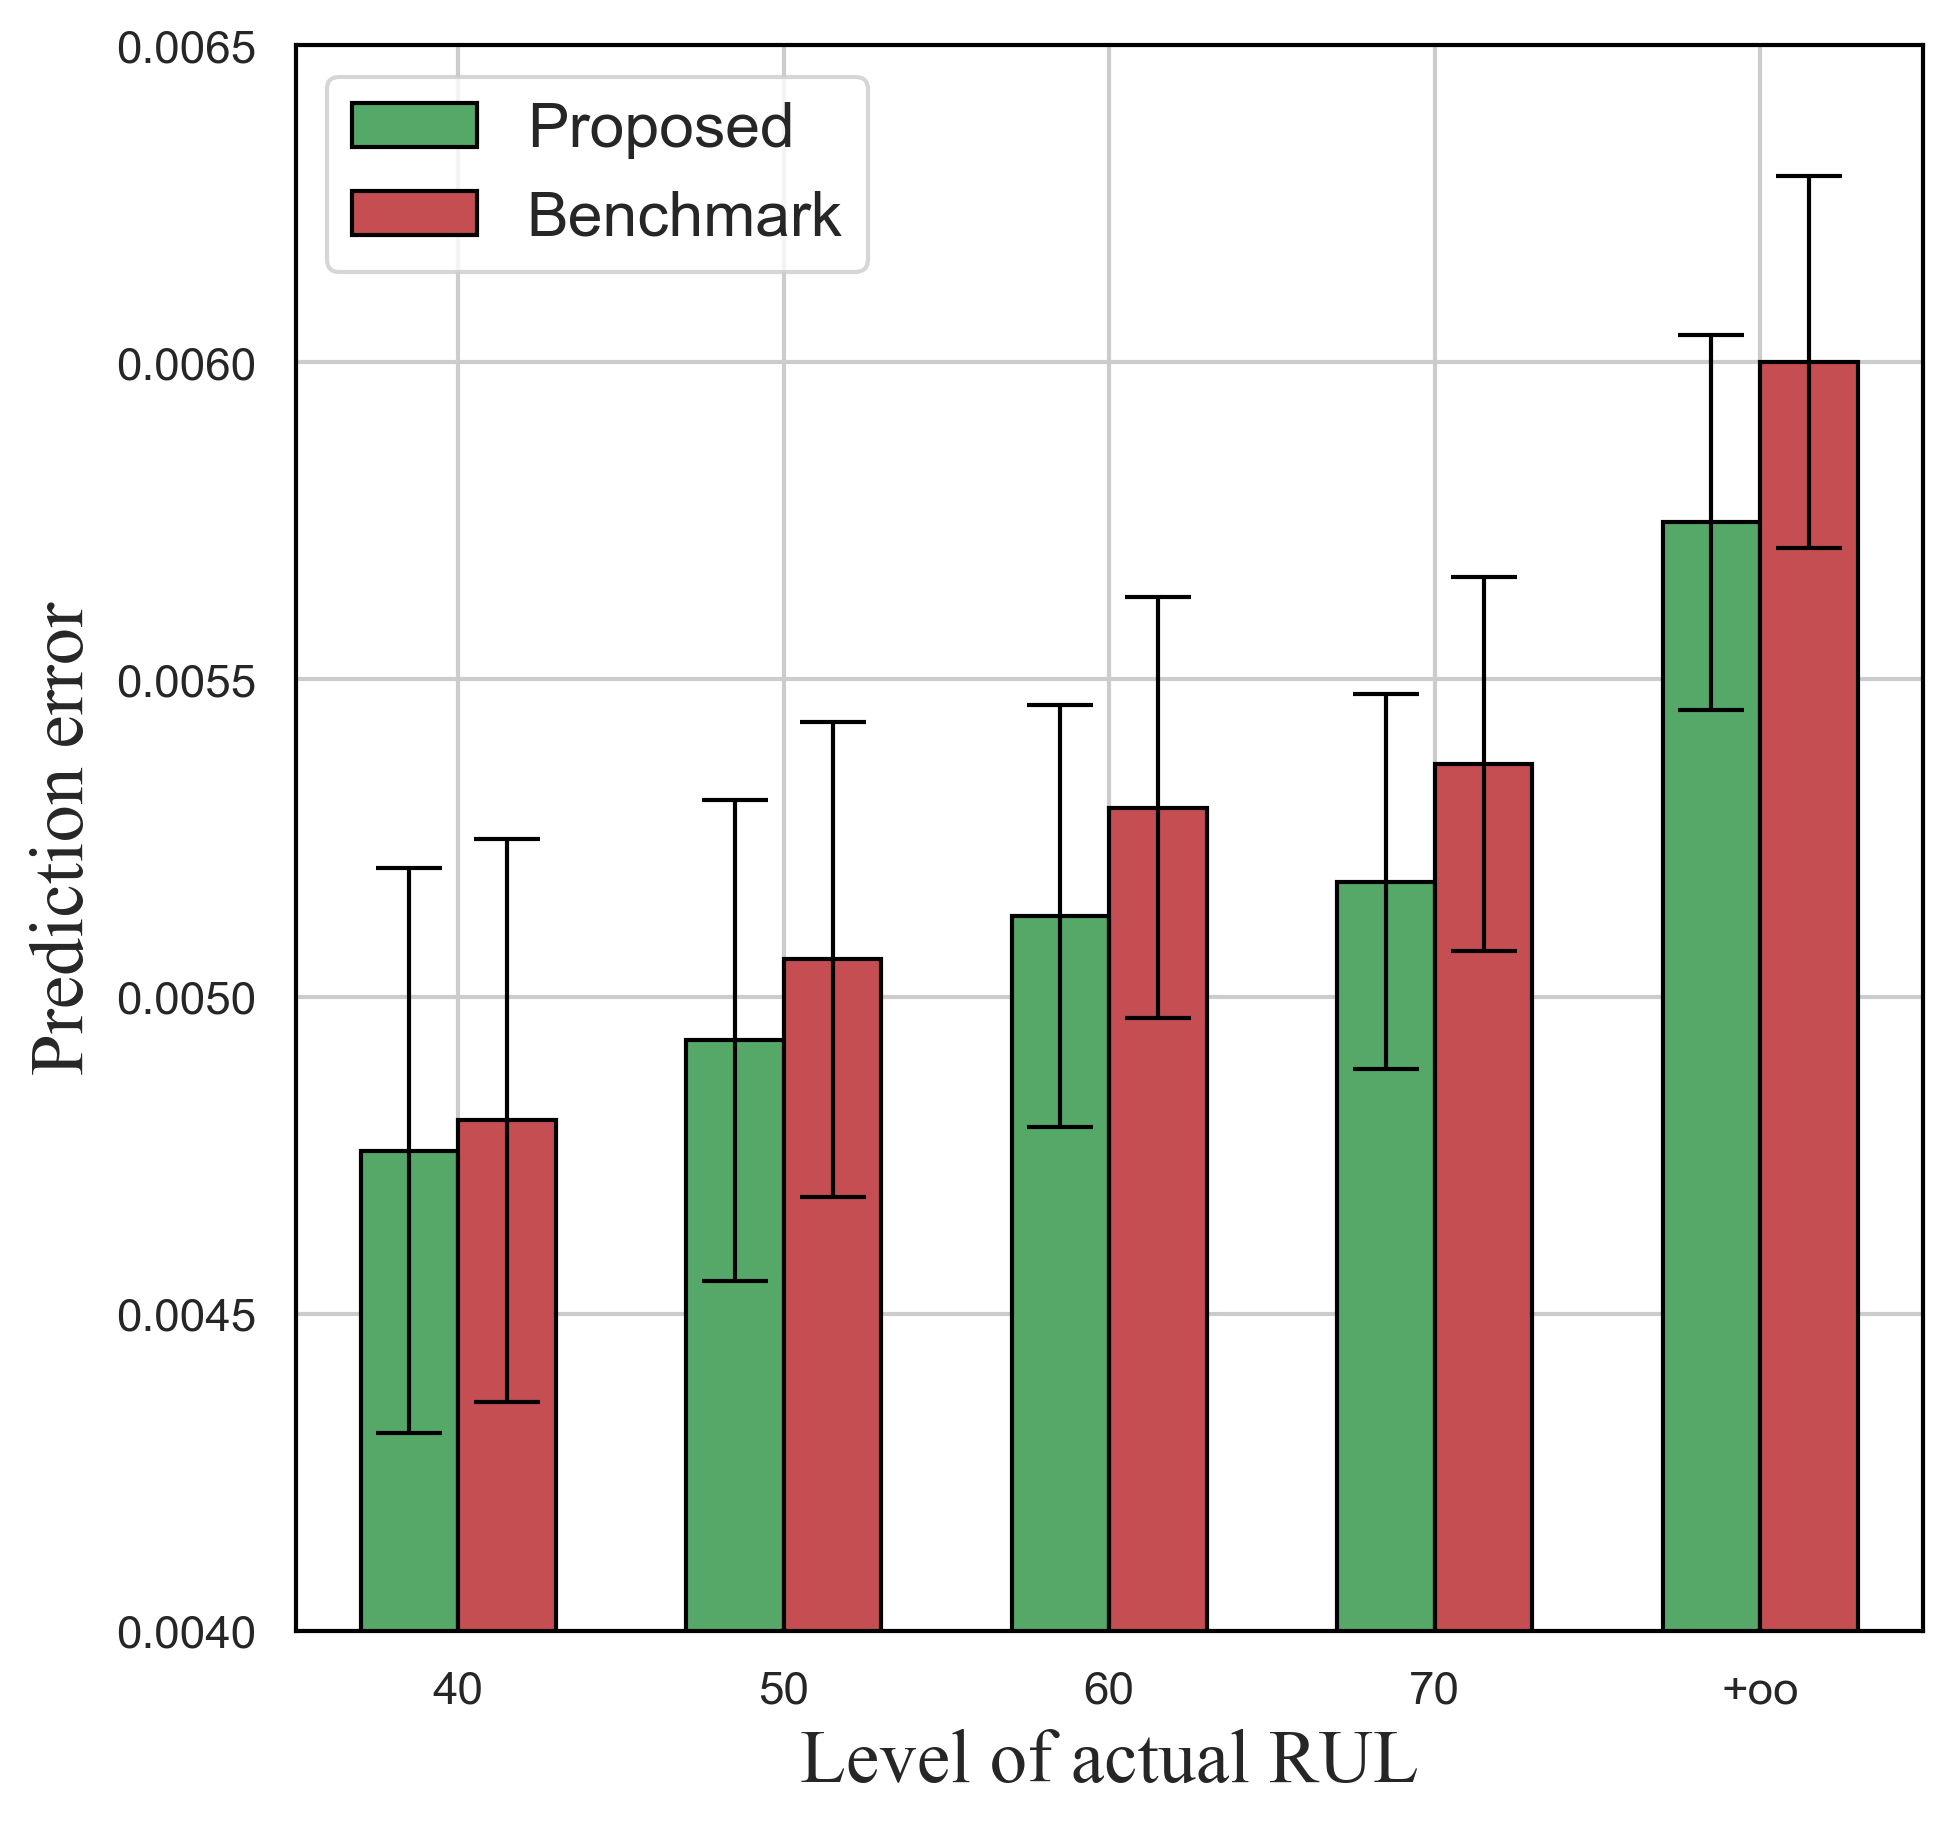 Proposed
Benchmark
0.0065
0.0060
0.0055
0.0050
0.0045
0.0040
Prediction error
40 50 60 70 +oo
Level of actual RUL